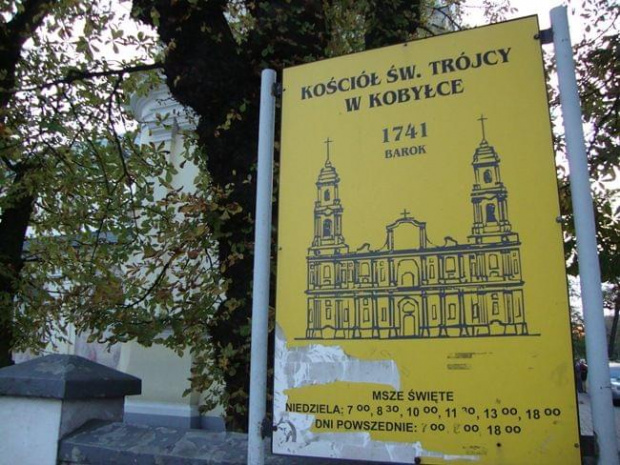 KOŚCIÓŁ ŚW. TRÓJCY
W KOBYŁCE
1741
BAROK
MSZE ŚWIĘTE
NIEDZIELA: 7 00, 8 30, 10 00, 11 30, 13 00, 18 00
DNI POWSZEDNIE: 7 00, 00, 18 00